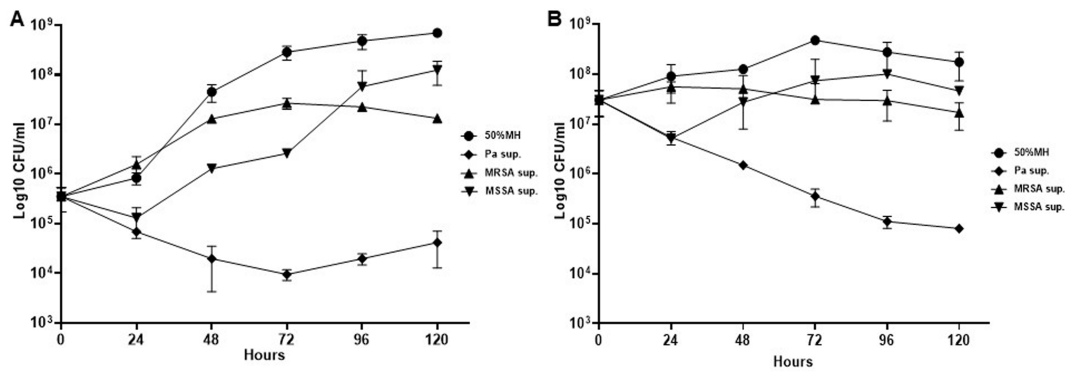 A
Log10 CFU/ml
10⁹
10⁸
10⁷
10⁶
10⁵
10⁴
10³
0 24 48 72 96 120
Hours
50%MH
Pa sup.
MRSA sup.
MSSA sup.
B
Log10 CFU/ml
10⁹
10⁸
10⁷
10⁶
10⁵
10⁴
10³
0 24 48 72 96 120
Hours
50%MH
Pa sup.
MRSA sup.
MSSA sup.